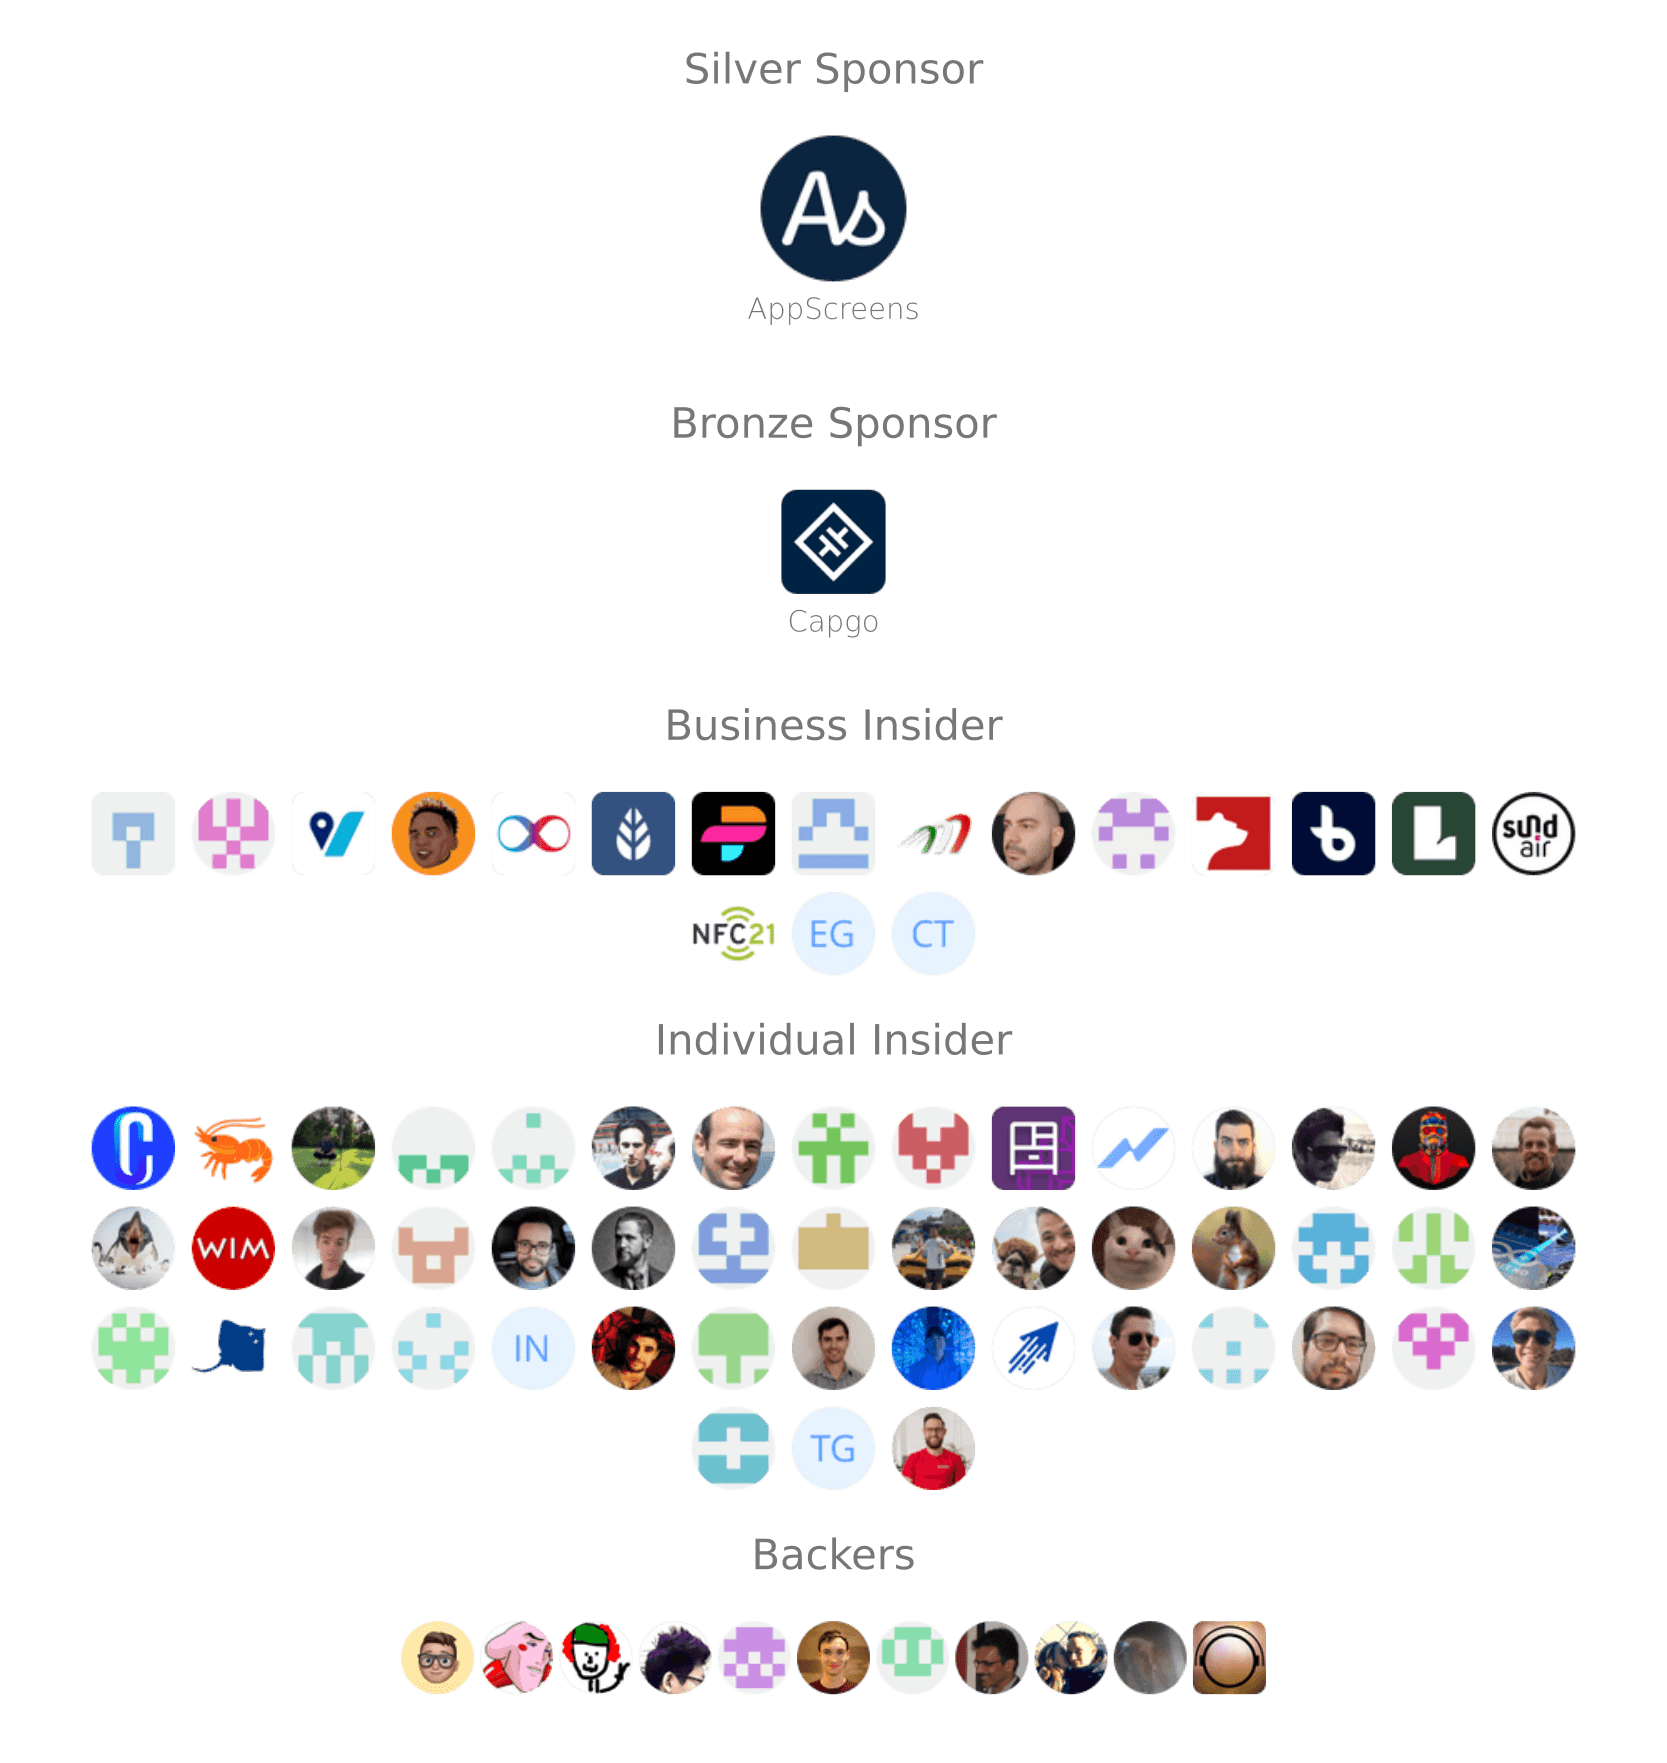 Silver Sponsor
As
AppScreens
Bronze Sponsor
Capgo
Business Insider
sund
air
NFC21 EG CT
Individual Insider
WIM
IN
TG
Backers